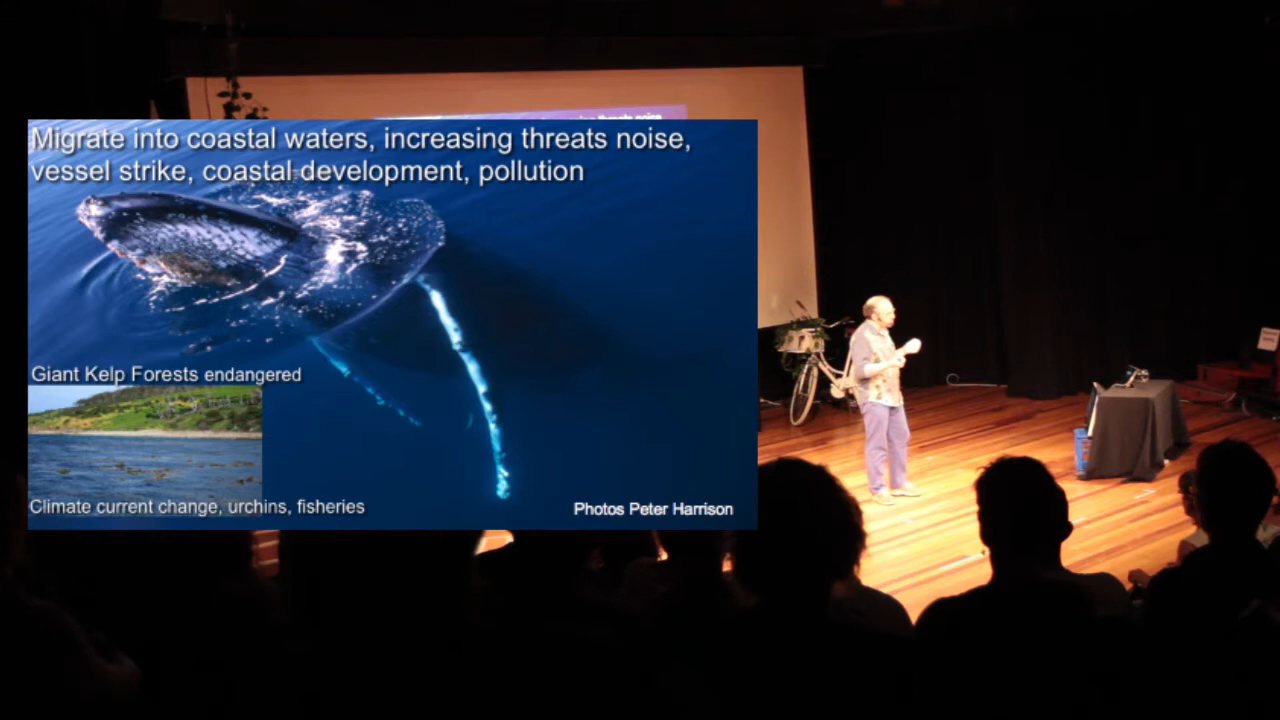 Migrate into coastal waters, increasing threats noise,
vessel strike, coastal development, pollution
Giant Kelp Forests endangered
Climate current change, urchins, fisheries
Photos Peter Harrison